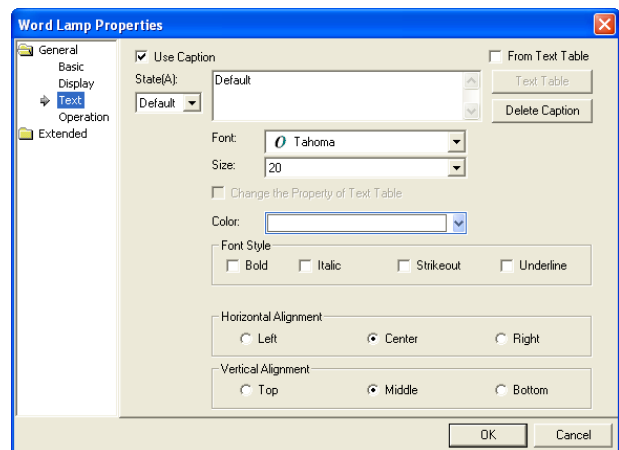 Word Lamp Properties
General
Basic
Display
Text
Operation
Extended
Use Caption
From Text Table
State(A):
Default
Text Table
Default
Delete Caption
Font:
O Tahoma
Size:
20
Change the Property of Text Table
Color:
Font Style
Bold Italic Strikeout Underline
Horizontal Alignment
Left Center Right
Vertical Alignment
Top Middle Bottom
OK Cancel